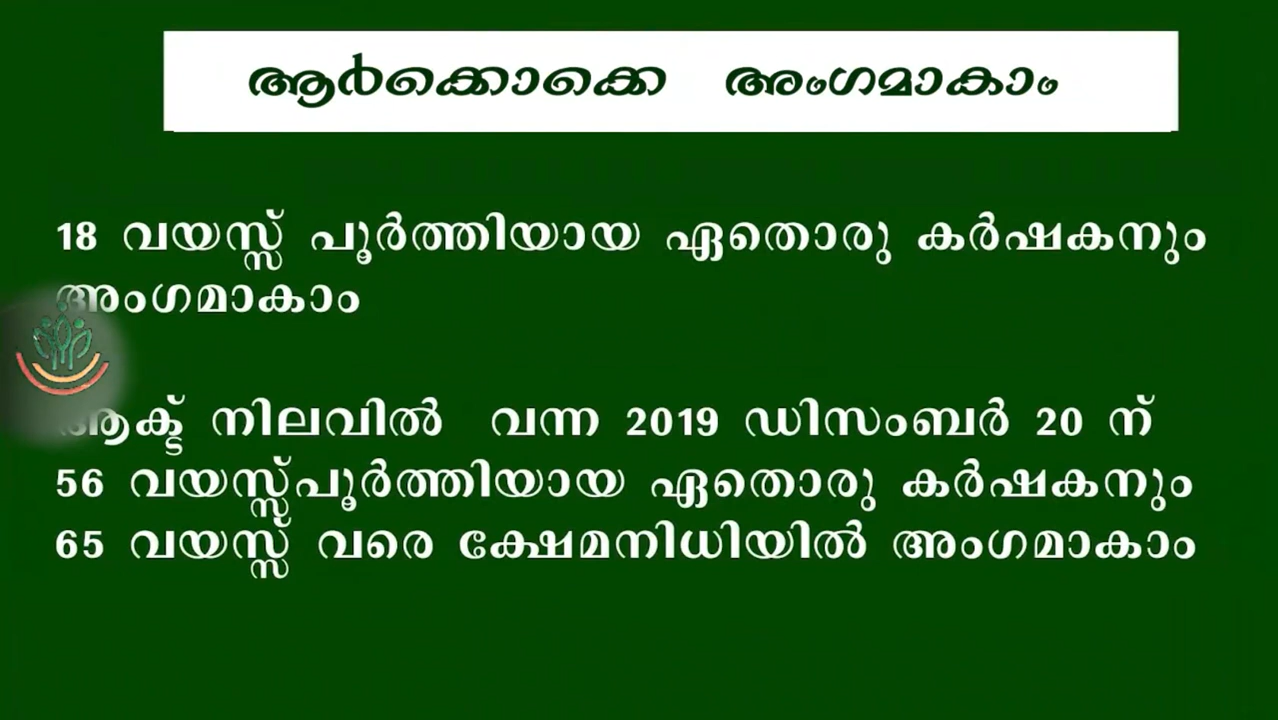 ആർക്കൊക്കെ അംഗമാകാം
18 വയസ്സ് പൂർത്തിയായ ഏതൊരു കർഷകനും
അംഗമാകാം
ആക്ട് നിലവിൽ വന്ന 2019 ഡിസംബർ 20 ന്
56 വയസ്സ്പൂർത്തിയായ ഏതൊരു കർഷകനും
65 വയസ്സ് വരെ ക്ഷേമനിധിയിൽ അംഗമാകാം